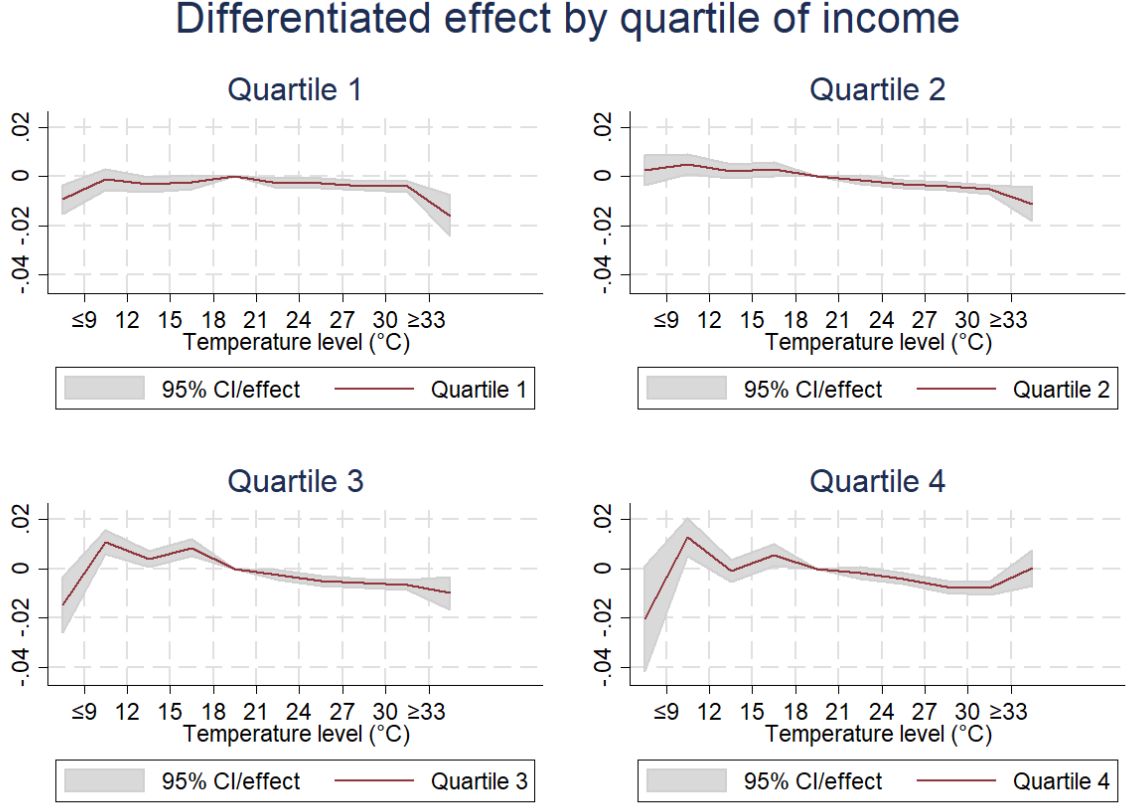 Differentiated effect by quartile of income
Quartile 1
.02
0
-.02
-.04
≤9 12 15 18 21 24 27 30 ≥33
Temperature level (°C)
95% CI/effect Quartile 1
Quartile 2
.02
0
-.02
-.04
≤9 12 15 18 21 24 27 30 ≥33
Temperature level (°C)
95% CI/effect Quartile 2
Quartile 3
.02
0
-.02
-.04
≤9 12 15 18 21 24 27 30 ≥33
Temperature level (°C)
95% CI/effect Quartile 3
Quartile 4
.02
0
-.02
-.04
≤9 12 15 18 21 24 27 30 ≥33
Temperature level (°C)
95% CI/effect Quartile 4